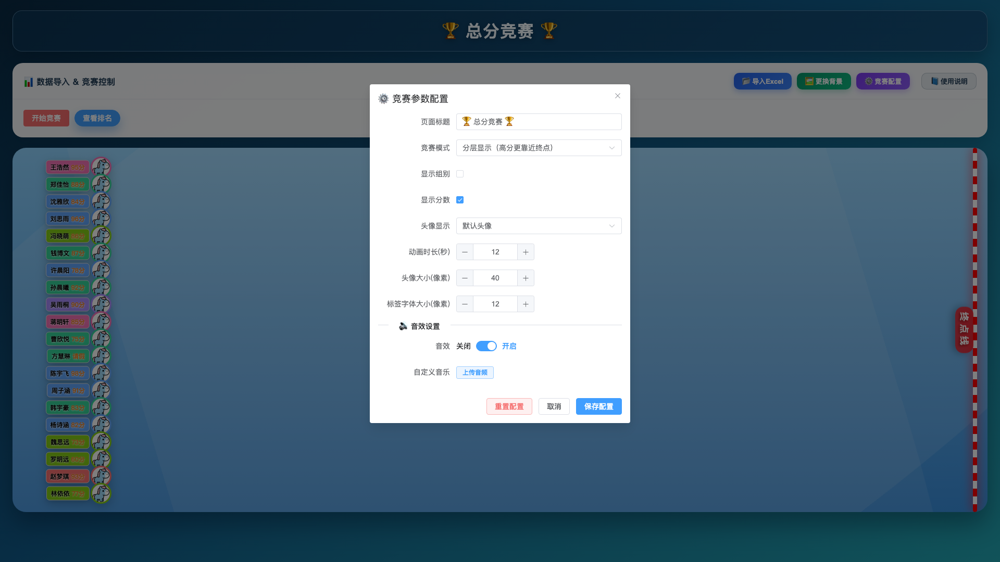 🏆 总分竞赛 🏆
📊 数据导入 & 竞赛控制
导入Excel
更换背景
竞赛配置
使用说明
开始竞赛
查看排名
王浩然 95分
郑佳怡 88分
沈雅欣 84分
刘思雨 96分
冯晓萌 86分
钱博文 87分
许晨阳 78分
孙晨曦 92分
吴雨桐 90分
蒋明轩 85分
曹欣悦 75分
方慧琳
陈宇飞 98分
周子涵 91分
韩宇豪 83分
杨诗涵 82分
魏思远 73分
罗明远 60分
赵梦琪 93分
林依依 77分
终点线
竞赛参数配置
页面标题
🏆 总分竞赛 🏆
竞赛模式
分层显示（高分更靠近终点）
显示组别
显示分数
头像显示
默认头像
动画时长(秒)
12
头像大小(像素)
40
标签字体大小(像素)
12
音效设置
音效
关闭
开启
自定义音乐
上传音频
重置配置
取消
保存配置